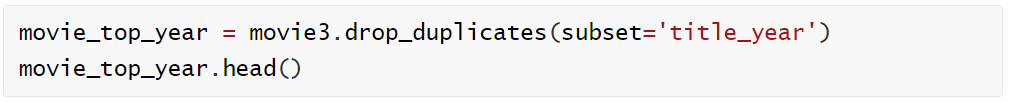 movie_top_year = movie3.drop_duplicates(subset='title_year')
movie_top_year.head()